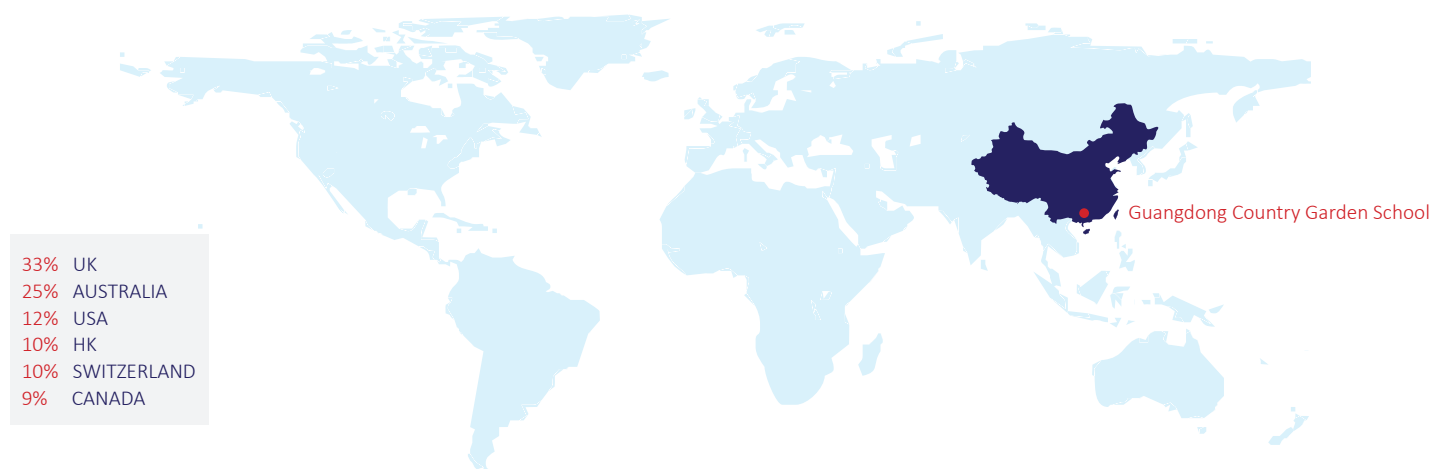 Guangdong Country Garden School
33% UK
25% AUSTRALIA
12% USA
10% HK
10% SWITZERLAND
9% CANADA